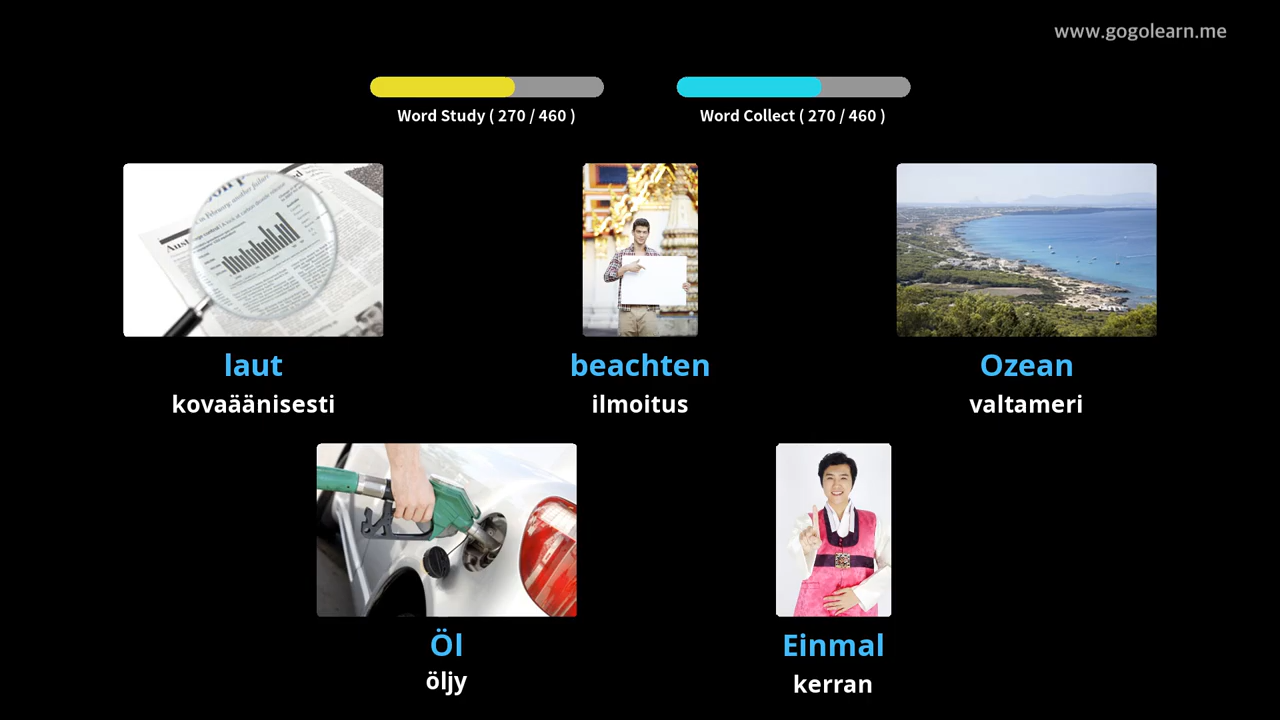 www.gogolearn.me
Word Study ( 270 / 460 )
Word Collect ( 270 / 460 )
laut
beachten
Ozean
kovaäänisesti
ilmoitus
valtameri
Öl
Einmal
öljy
kerran